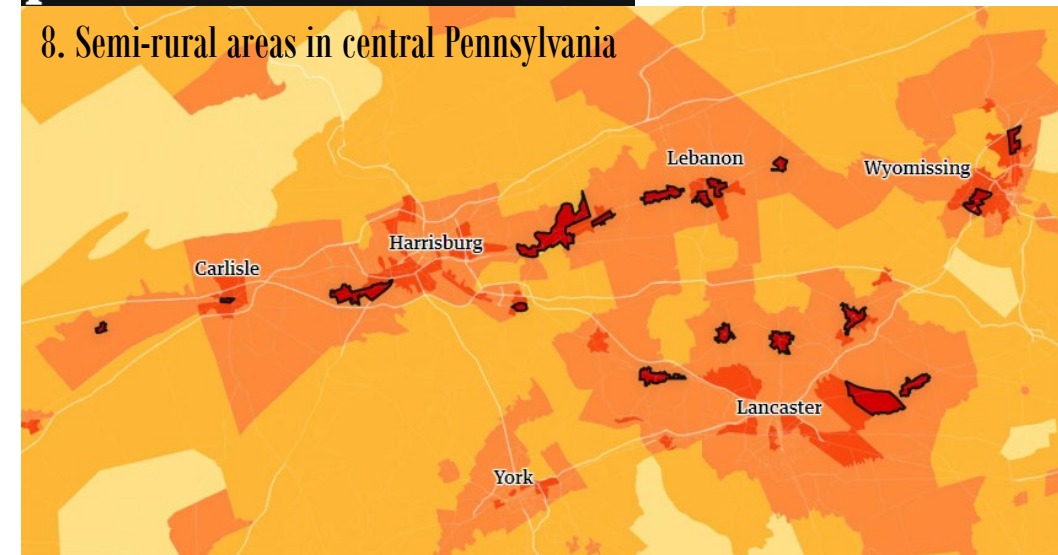 8. Semi-rural areas in central Pennsylvania
Lebanon
Wyomissing
Harrisburg
Carlisle
Lancaster
York